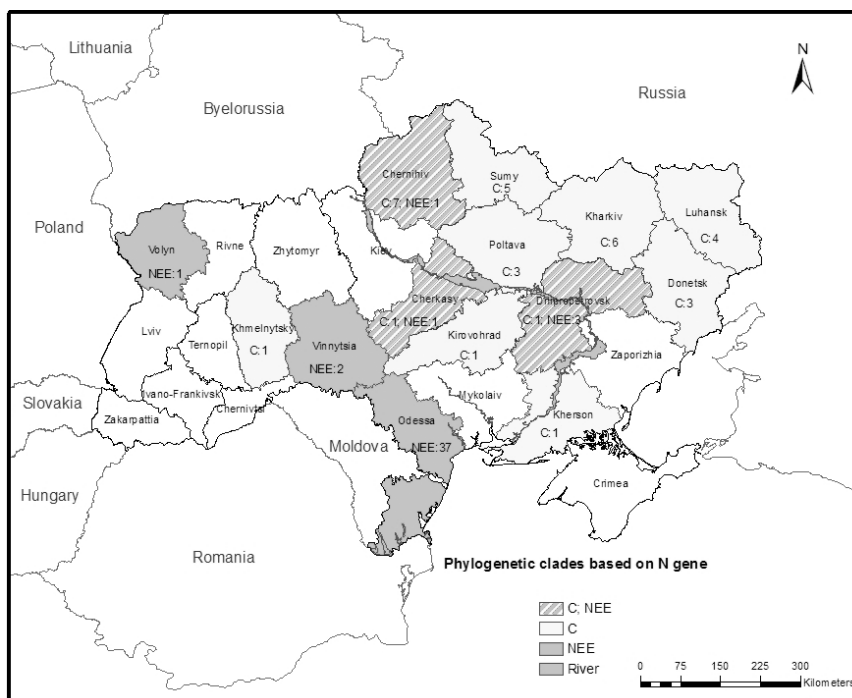 Lithuania
N
Byelorussia
Russia
Chernihiv
C:7; NEE:1
Sumy
C:5
Kharkiv
C:6
Luhansk
C:4
Poland
Volyn
NEE:1
Rivne
Zhytomyr
Kiev
Poltava
C:3
Donetsk
C:3
Cherkasy
C:1; NEE:1
Dnipropetrovsk
C:1; NEE:3
Lviv
Ternopil
Khmelnytsky
C:1
Vinnytsia
NEE:2
Kirovohrad
C:1
Zaporizhia
Slovakia
Ivano-Frankivsk
Zakarpattia
Chernivtsi
Mykolaiv
Kherson
C:1
Odessa
NEE:37
Moldova
Crimea
Hungary
Romania
Phylogenetic clades based on N gene
C; NEE
C
NEE
River
0 37.5 75 150 225 300
Kilometers